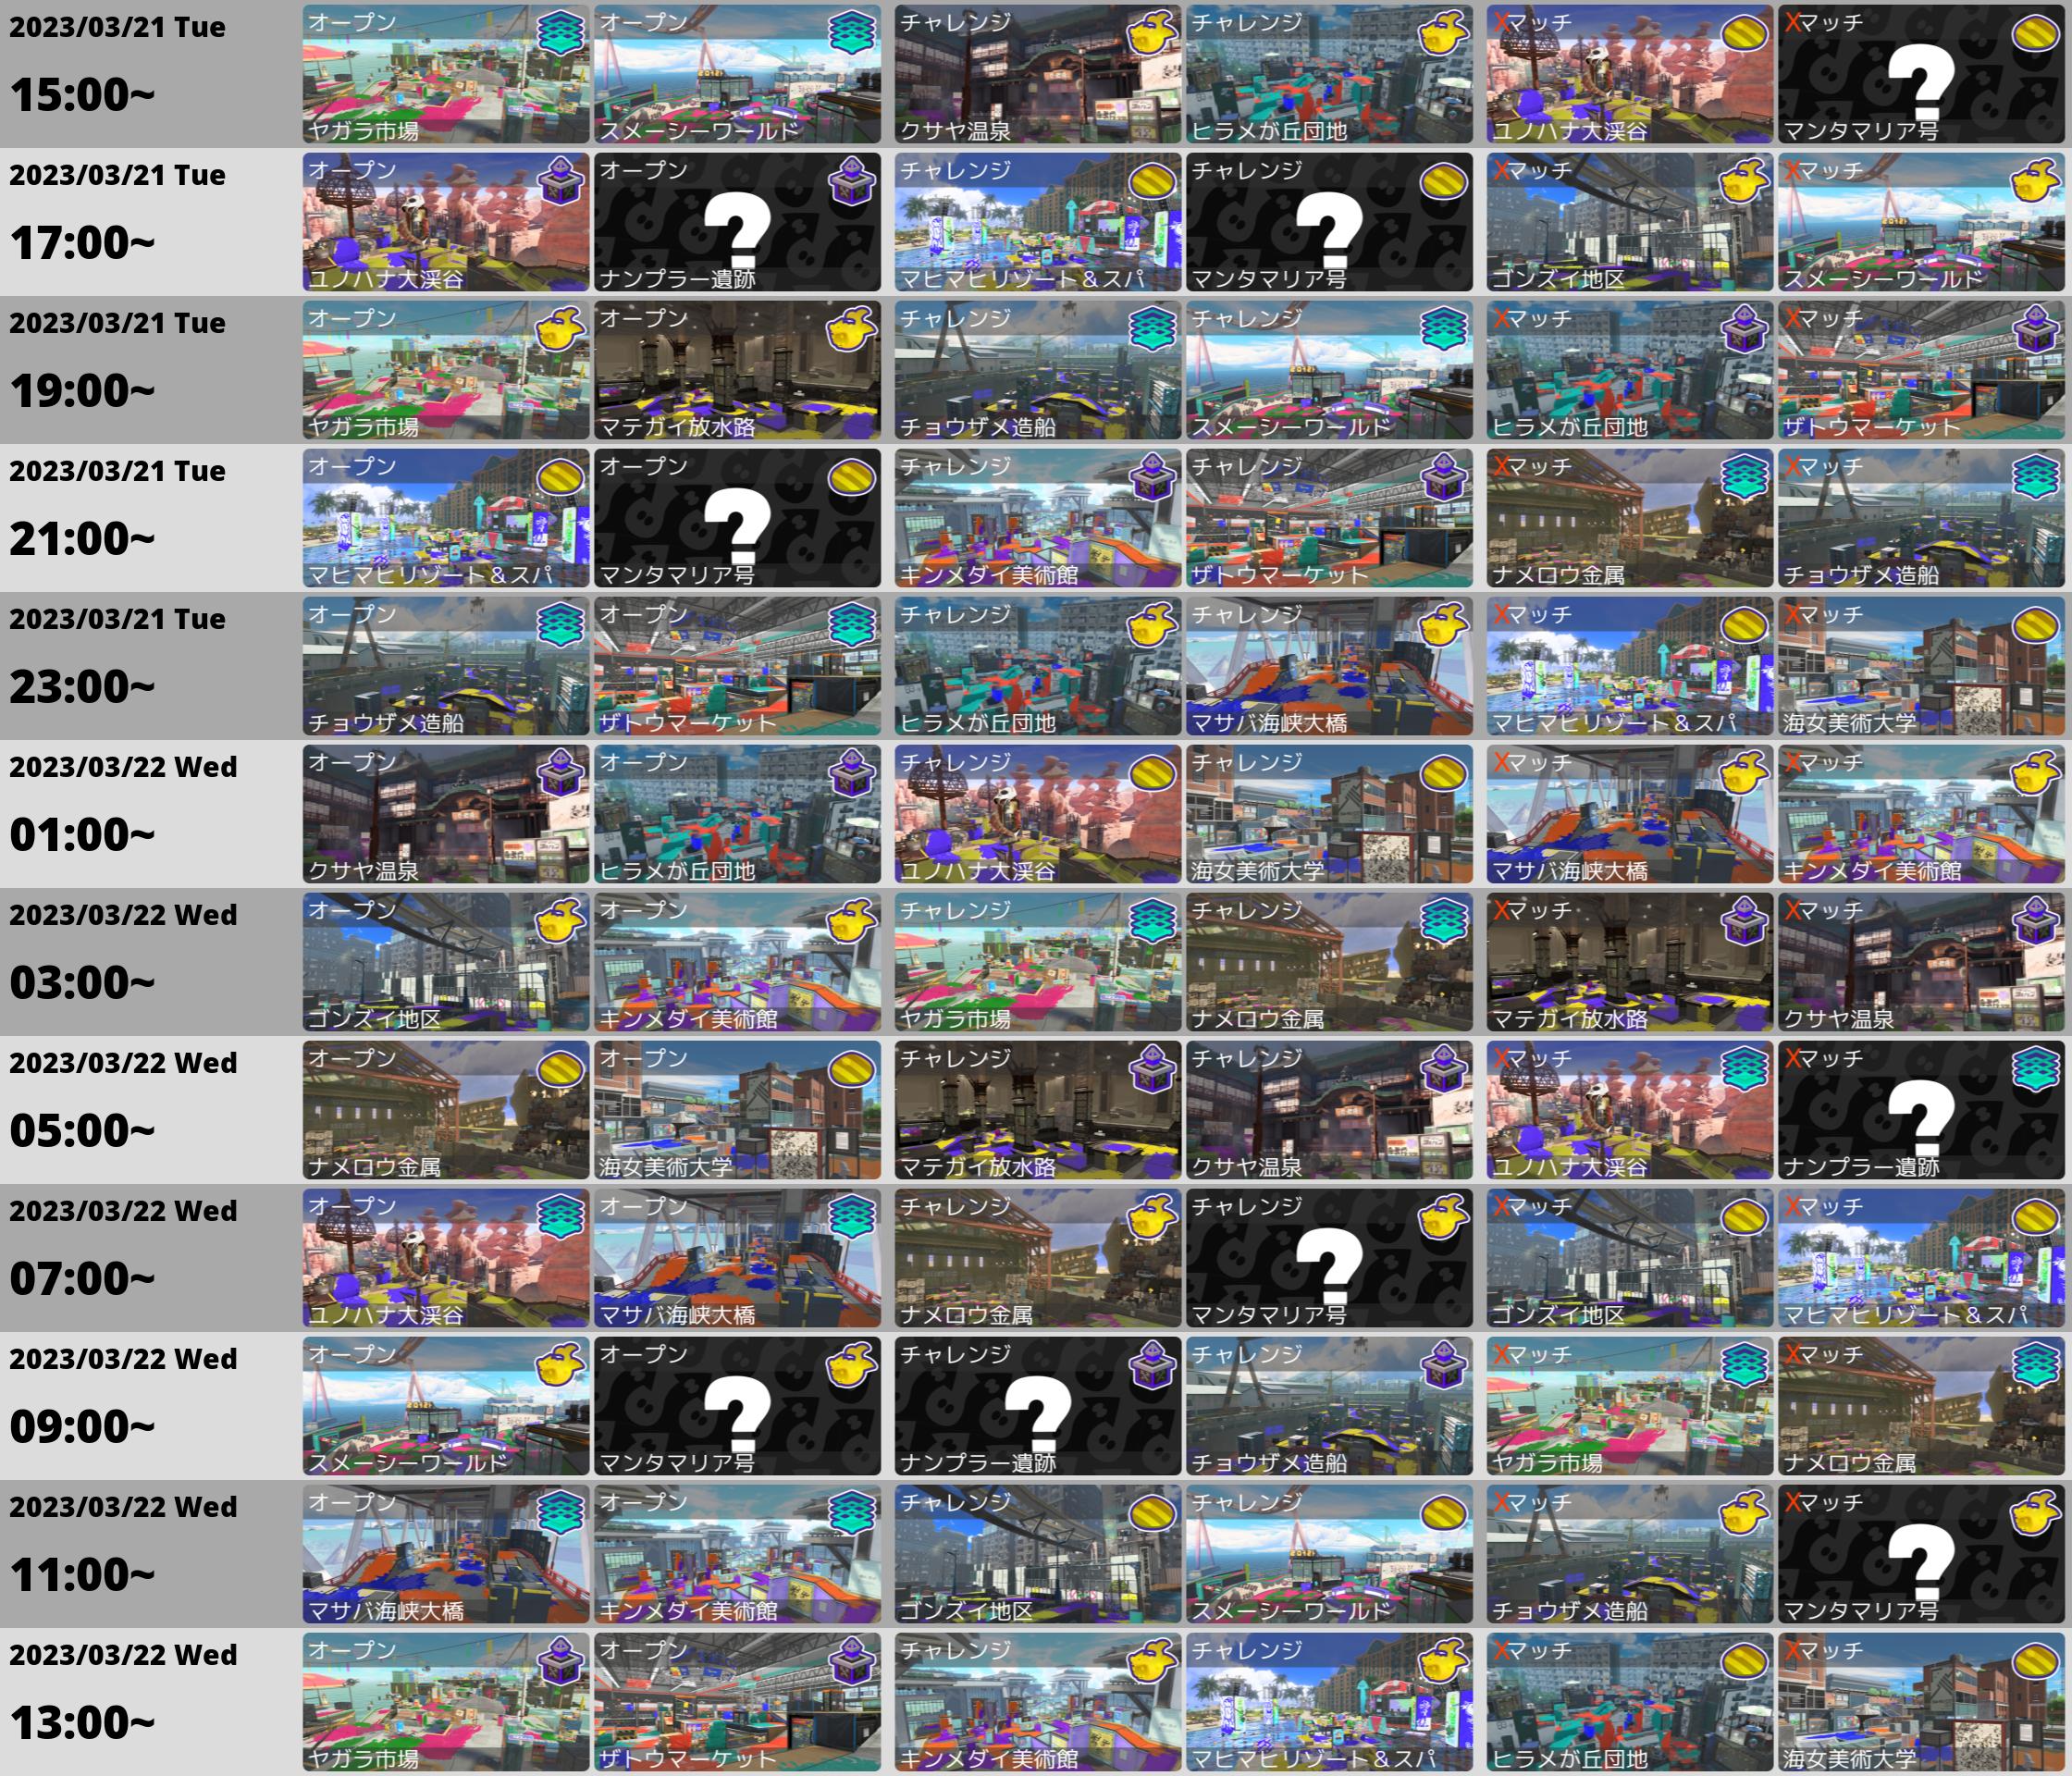 2023/03/21 Tue
15:00~
オープン オープン チャレンジ チャレンジ Xマッチ Xマッチ
ヤガラ市場 スメーシーワールド クサヤ温泉 ヒラメが丘団地 ユノハナ大渓谷 マンタマリア号
2023/03/21 Tue
17:00~
オープン オープン チャレンジ チャレンジ Xマッチ Xマッチ
ユノハナ大渓谷 ナンプラー遺跡 マヒマヒリゾート＆スパ マンタマリア号 ゴンズイ地区 スメーシーワールド
2023/03/21 Tue
19:00~
オープン オープン チャレンジ チャレンジ Xマッチ Xマッチ
ヤガラ市場 マテガイ放水路 チョウザメ造船 スメーシーワールド ヒラメが丘団地 ザトウマーケット
2023/03/21 Tue
21:00~
オープン オープン チャレンジ チャレンジ Xマッチ Xマッチ
マヒマヒリゾート＆スパ マンタマリア号 キンメダイ美術館 ザトウマーケット ナメロウ金属 チョウザメ造船
2023/03/21 Tue
23:00~
オープン オープン チャレンジ チャレンジ Xマッチ Xマッチ
チョウザメ造船 ザトウマーケット ヒラメが丘団地 マサバ海峡大橋 マヒマヒリゾート＆スパ 海女美術大学
2023/03/22 Wed
01:00~
オープン オープン チャレンジ チャレンジ Xマッチ Xマッチ
クサヤ温泉 ヒラメが丘団地 ユノハナ大渓谷 海女美術大学 マサバ海峡大橋 キンメダイ美術館
2023/03/22 Wed
03:00~
オープン オープン チャレンジ チャレンジ Xマッチ Xマッチ
ゴンズイ地区 キンメダイ美術館 ヤガラ市場 ナメロウ金属 マテガイ放水路 クサヤ温泉
2023/03/22 Wed
05:00~
オープン オープン チャレンジ チャレンジ Xマッチ Xマッチ
ナメロウ金属 海女美術大学 マテガイ放水路 クサヤ温泉 ユノハナ大渓谷 ナンプラー遺跡
2023/03/22 Wed
07:00~
オープン オープン チャレンジ チャレンジ Xマッチ Xマッチ
ユノハナ大渓谷 マサバ海峡大橋 ナメロウ金属 マンタマリア号 ゴンズイ地区 マヒマヒリゾート＆スパ
2023/03/22 Wed
09:00~
オープン オープン チャレンジ チャレンジ Xマッチ Xマッチ
スメーシーワールド マンタマリア号 ナンプラー遺跡 チョウザメ造船 ヤガラ市場 ナメロウ金属
2023/03/22 Wed
11:00~
オープン オープン チャレンジ チャレンジ Xマッチ Xマッチ
マサバ海峡大橋 キンメダイ美術館 ゴンズイ地区 スメーシーワールド チョウザメ造船 マンタマリア号
2023/03/22 Wed
13:00~
オープン オープン チャレンジ チャレンジ Xマッチ Xマッチ
ヤガラ市場 ザトウマーケット キンメダイ美術館 マヒマヒリゾート＆スパ ヒラメが丘団地 海女美術大学